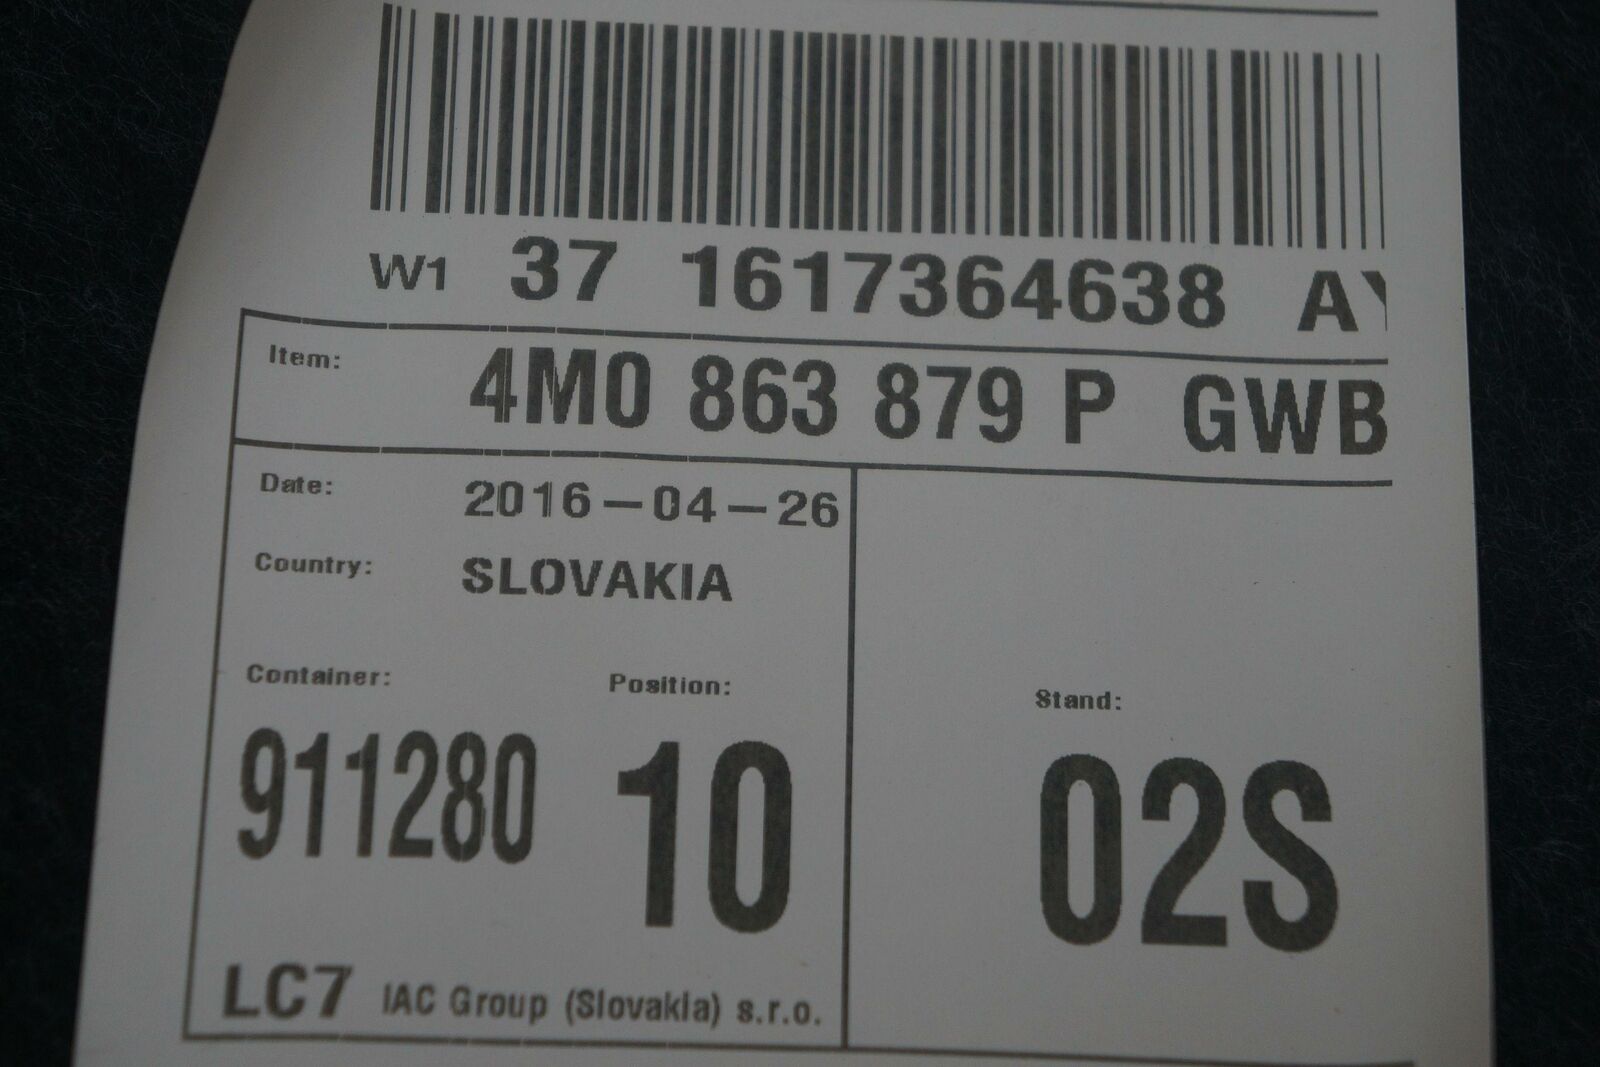 W1 37 1617364638 AY
Item: 4M0 863 879 P GWB
Date: 2016-04-26
Country: SLOVAKIA
Container: Position: Stand:
911280 10 02S
LC7 IAC Group (Slovakia) s.r.o.